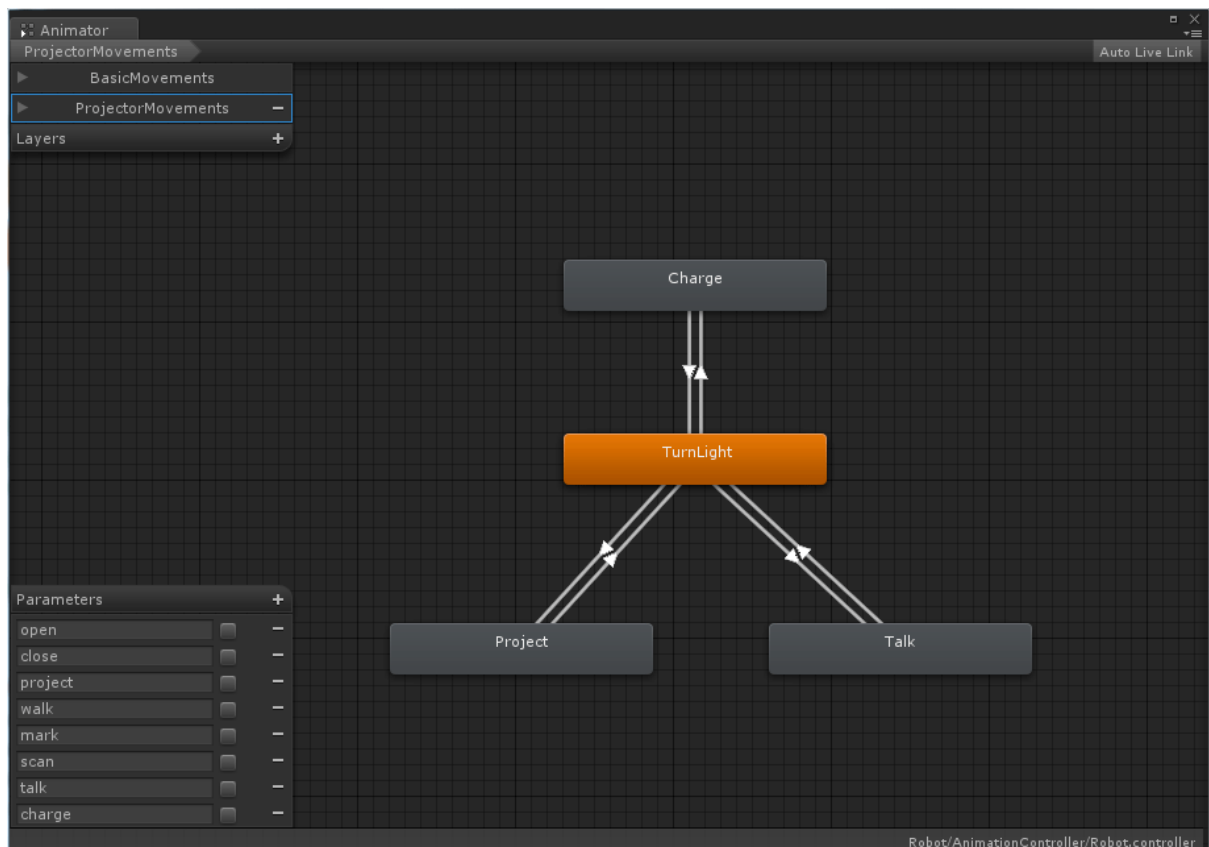 Animator
ProjectorMovements
Auto Live Link
BasicMovements
ProjectorMovements
Layers
Charge
TurnLight
Project
Talk
Parameters
open
close
project
walk
mark
scan
talk
charge
Robot/AnimationController/Robot.controller